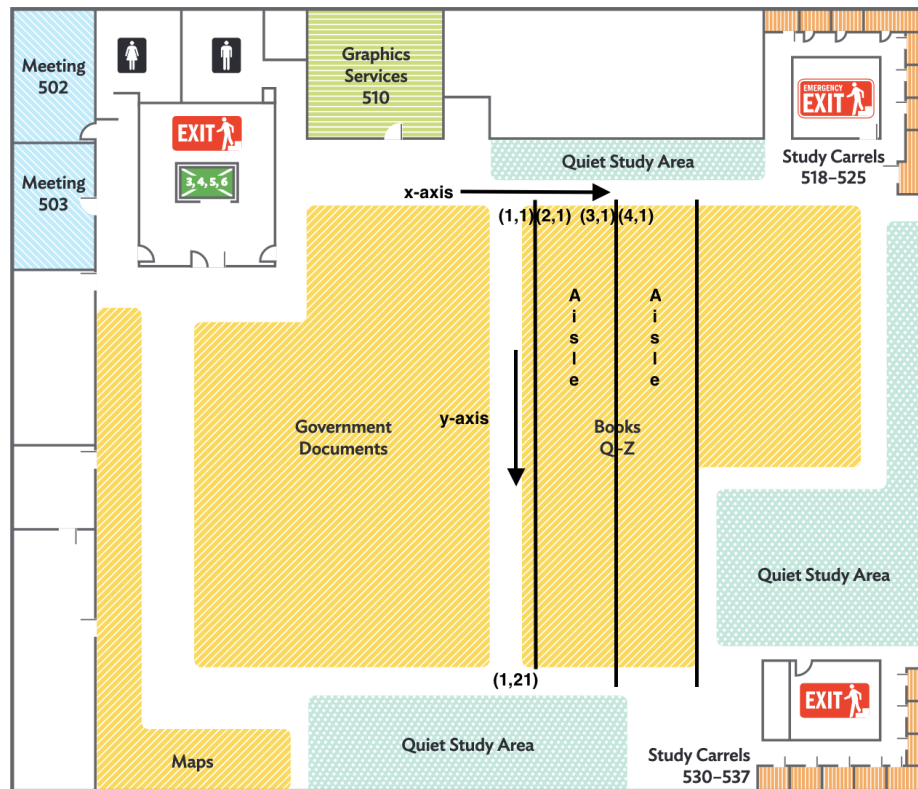 Meeting
502
Graphics
Services
510
EMERGENCY
EXIT
EXIT
Quiet Study Area
Study Carrels
518–525
Meeting
503
3, 4, 5, 6
x-axis
(1,1)(2,1) (3,1)(4,1)
Aisle
Aisle
y-axis
Government
Documents
Books
Q–Z
Quiet Study Area
(1,21)
EXIT
Quiet Study Area
Maps
Study Carrels
530–537